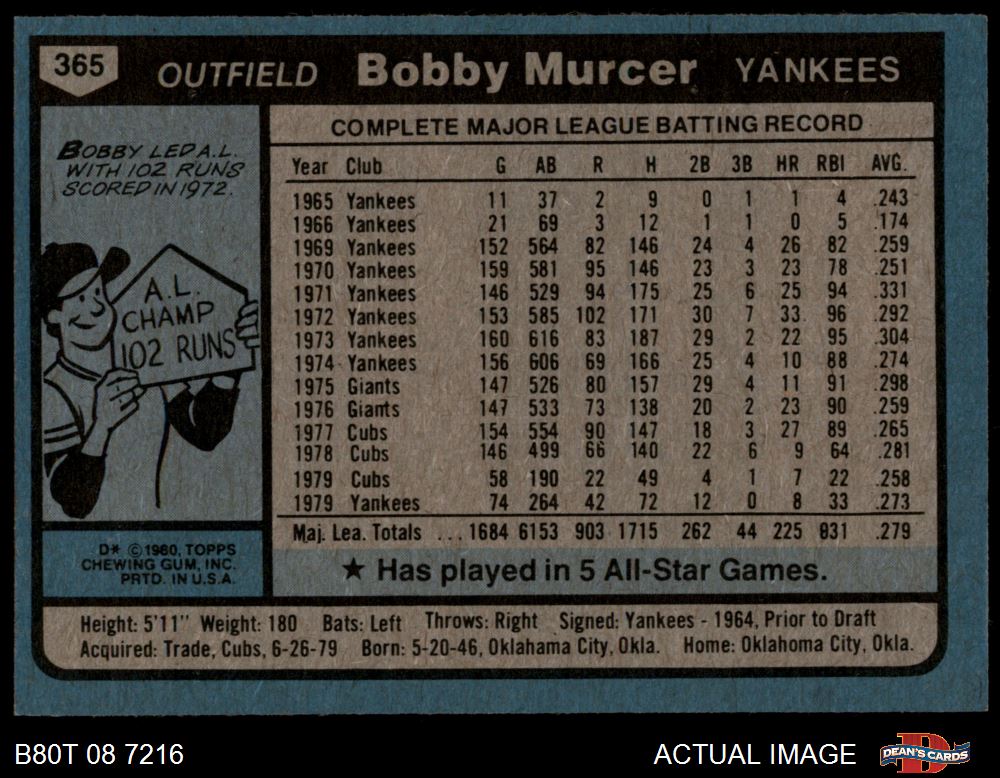 365 OUTFIELD Bobby Murcer YANKEES
BOBBY LED A.L.
WITH 102 RUNS
SCORED IN 1972.
A.L.
CHAMP
102 RUNS
D* © 1980, TOPPS
CHEWING GUM, INC.
PRTD. IN U.S.A.
COMPLETE MAJOR LEAGUE BATTING RECORD
Year Club G AB R H 2B 3B HR RBI AVG.
1965 Yankees 11 37 2 9 0 1 1 4 .243
1966 Yankees 21 69 3 12 1 1 0 5 .174
1969 Yankees 152 564 82 146 24 4 26 82 .259
1970 Yankees 159 581 95 146 23 3 23 78 .251
1971 Yankees 146 529 94 175 25 6 25 94 .331
1972 Yankees 153 585 102 171 30 7 33 96 .292
1973 Yankees 160 616 83 187 29 2 22 95 .304
1974 Yankees 156 606 69 166 25 4 10 88 .274
1975 Giants 147 526 80 157 29 4 11 91 .298
1976 Giants 147 533 73 138 20 2 23 90 .259
1977 Cubs 154 554 90 147 18 3 27 89 .265
1978 Cubs 146 499 66 140 22 6 9 64 .281
1979 Cubs 58 190 22 49 4 1 7 22 .258
1979 Yankees 74 264 42 72 12 0 8 33 .273
Maj. Lea. Totals ... 1684 6153 903 1715 262 44 225 831 .279
★ Has played in 5 All-Star Games.
Height: 5'11" Weight: 180 Bats: Left Throws: Right Signed: Yankees - 1964, Prior to Draft
Acquired: Trade, Cubs, 6-26-79 Born: 5-20-46, Oklahoma City, Okla. Home: Oklahoma City, Okla.
B80T 08 7216 ACTUAL IMAGE DEAN'S CARDS